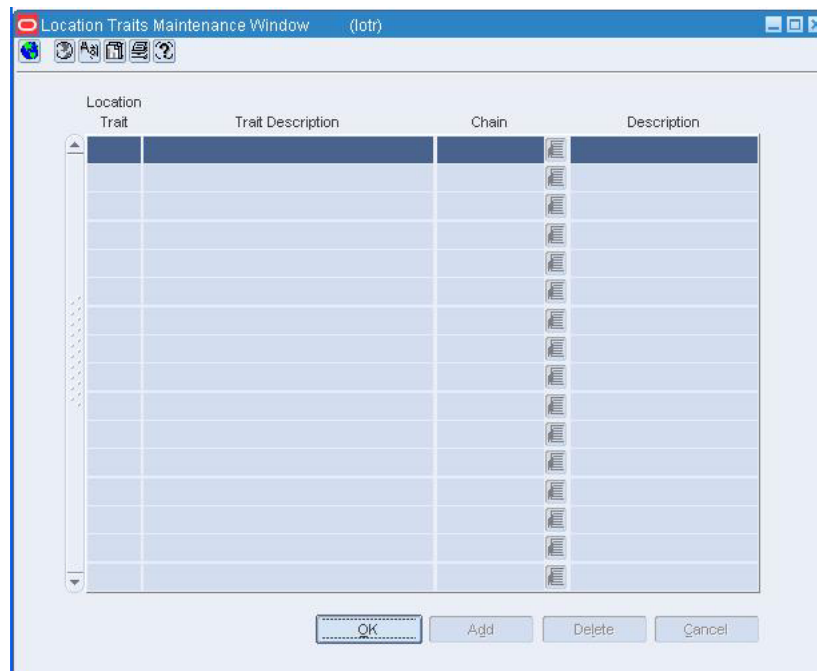 Location Traits Maintenance Window (lotr)
Location
Trait Trait Description Chain Description
OK Add Delete Cancel